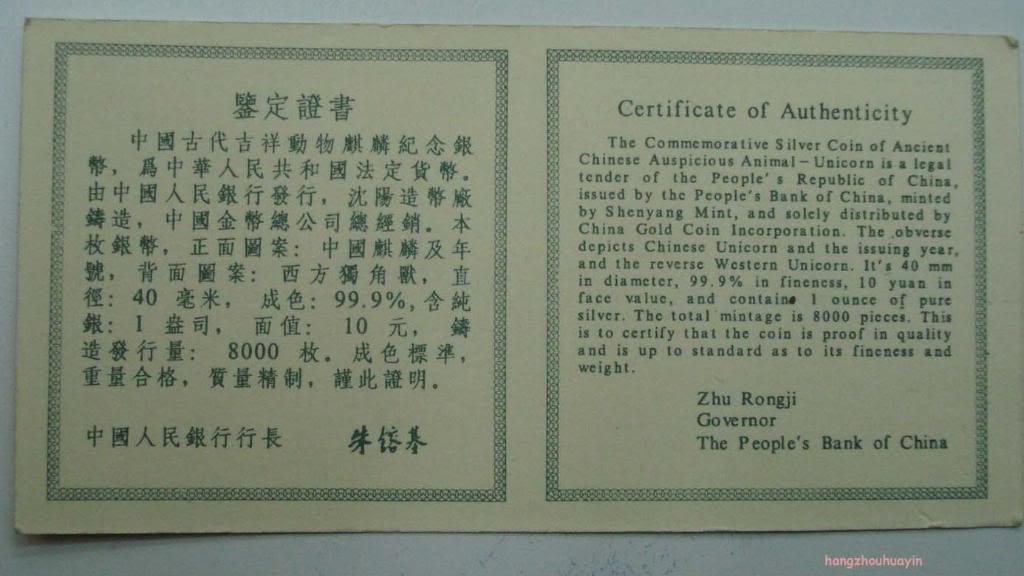 鑒定證書
中國古代吉祥動物麒麟紀念銀
幣，爲中華人民共和國法定貨幣。
由中國人民銀行發行，沈陽造幣廠
鑄造，中國金幣總公司總經銷。本
枚銀幣，正面圖案：中國麒麟及年
號，背面圖案：西方獨角獸，直
徑：40 毫米，成色：99.9%,含純
銀：1 盎司，面值：10 元，鑄
造發行量：8000 枚。成色標準，
重量合格，質量精制，謹此證明。
中國人民銀行行長 朱镕基
Certificate of Authenticity
The Commemorative Silver Coin of Ancient
Chinese Auspicious Animal-Unicorn is a legal
tender of the People's Republic of China,
issued by the People's Bank of China, minted
by Shenyang Mint, and solely distributed by
China Gold Coin Incorporation. The obverse
depicts Chinese Unicorn and the issuing year,
and the reverse Western Unicorn. It's 40 mm
in diameter, 99.9% in fineness, 10 yuan in
face value, and contains 1 ounce of pure
silver. The total mintage is 8000 pieces. This
is to certify that the coin is proof in quality
and is up to standard as to its fineness and
weight.
Zhu Rongji
Governor
The People's Bank of China
hangzhouhuayin